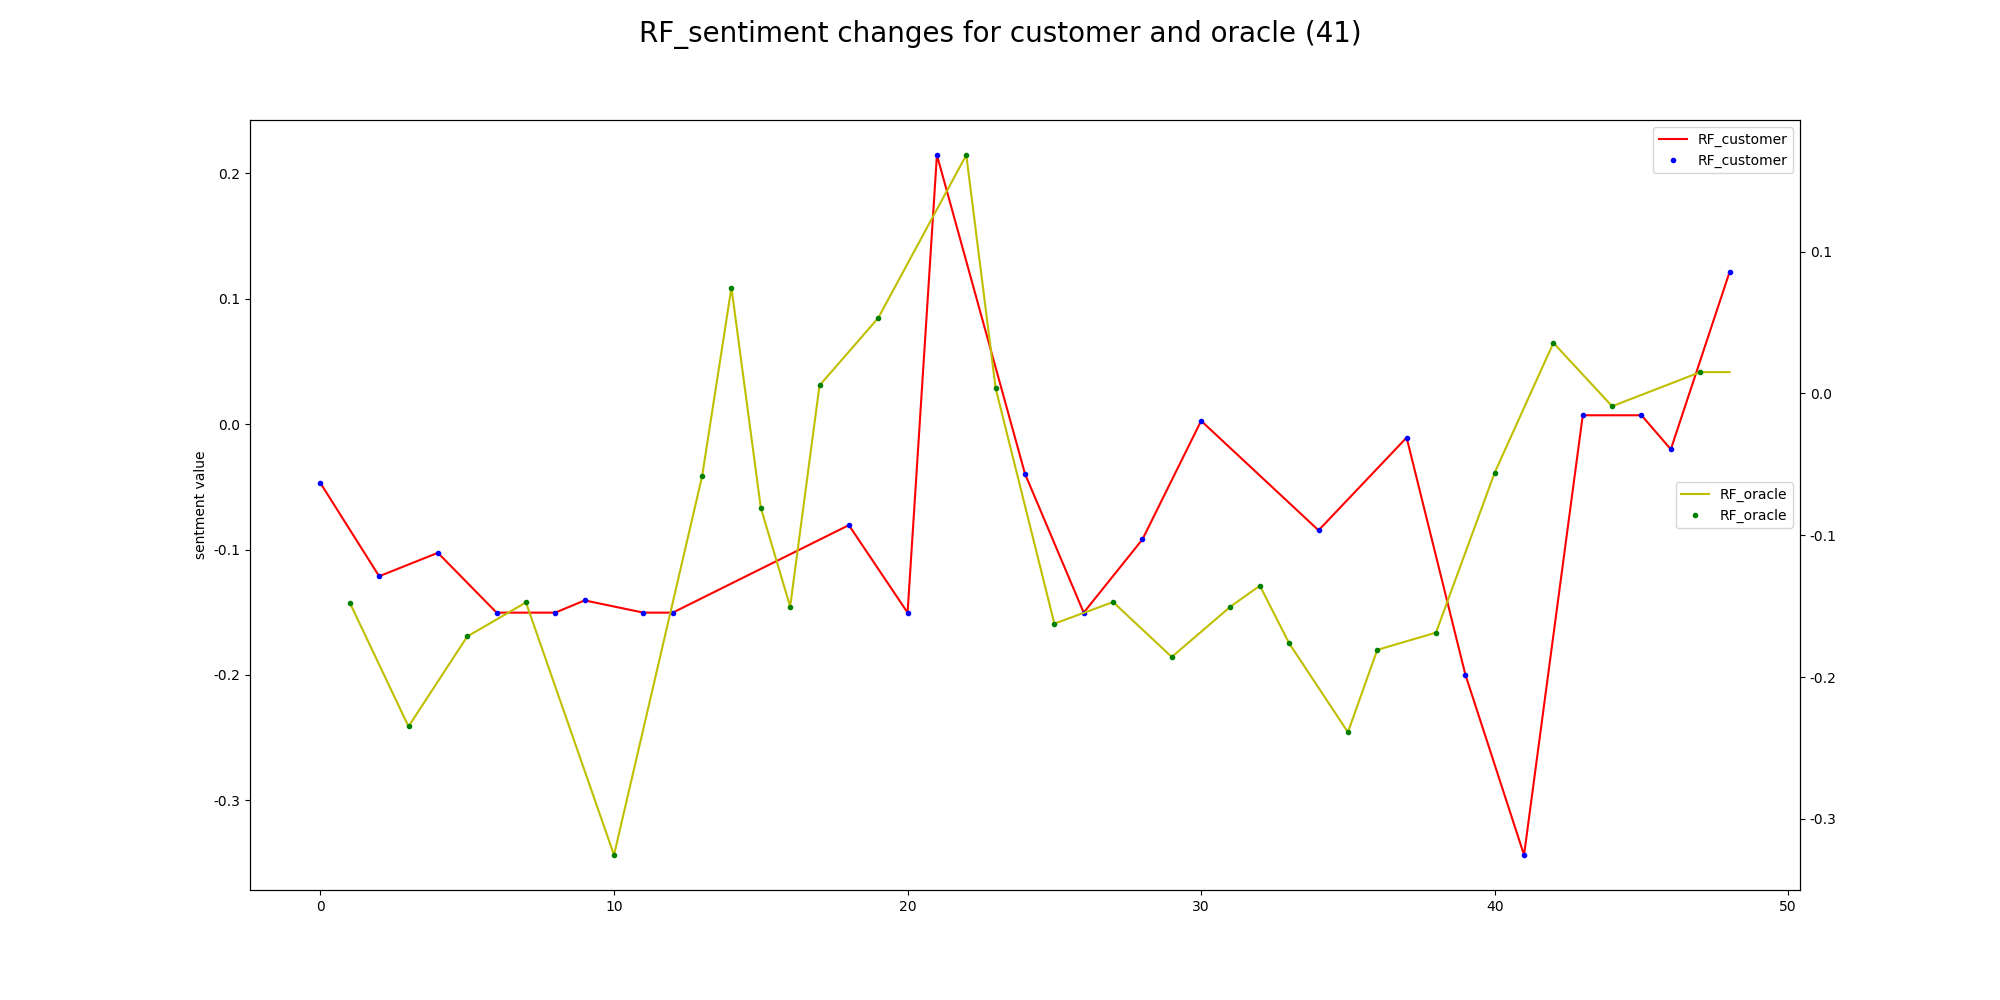 RF_sentiment changes for customer and oracle (41)
RF_customer
RF_customer
0.2
0.1
0.0
-0.1
-0.2
-0.3
sentment value
0.1
0.0
-0.1
-0.2
-0.3
RF_oracle
RF_oracle
0
10
20
30
40
50